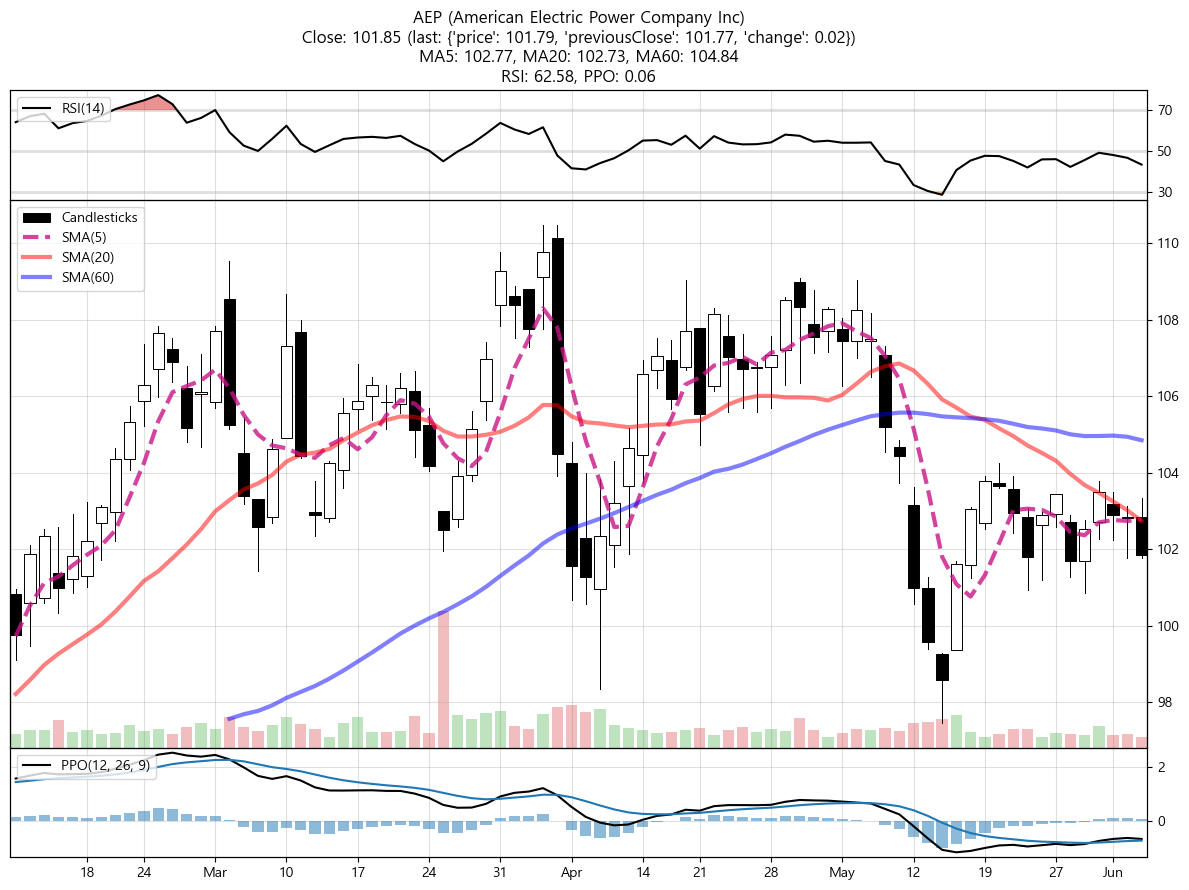 AEP (American Electric Power Company Inc)
Close: 101.85 (last: {'price': 101.79, 'previousClose': 101.77, 'change': 0.02})
MA5: 102.77, MA20: 102.73, MA60: 104.84
RSI: 62.58, PPO: 0.06
RSI(14)
70
50
30
Candlesticks
SMA(5)
SMA(20)
SMA(60)
110
108
106
104
102
100
98
PPO(12, 26, 9)
2
0
18 24 Mar 10 17 24 31 Apr 14 21 28 May 12 19 27 Jun